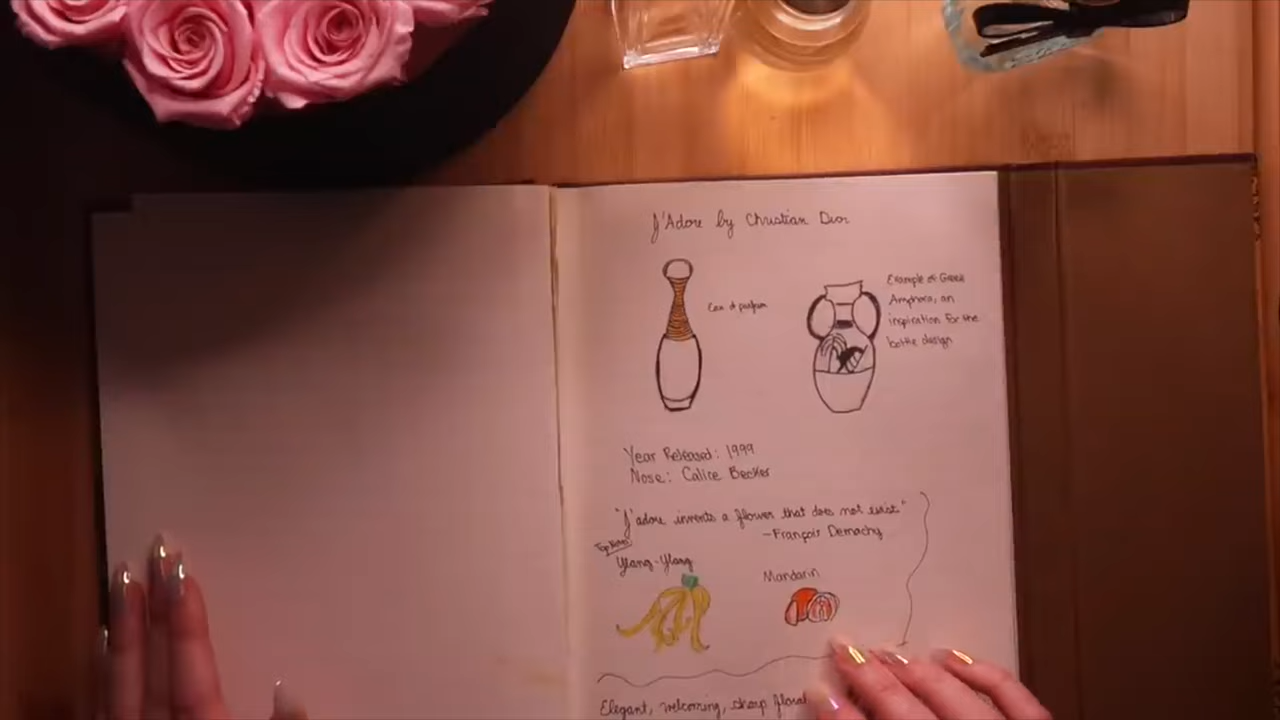 J'Adore by Christian Dior
Eau d parfum
Example of Greek
Amphora, an
inspiration for the
bottle design
Year Released: 1999
Nose: Calice Becker
"J'adore invents a flower that does not exist."
-François Demachy
Top Notes
Ylang-Ylang
Mandarin
Elegant, welcoming, sharp floral